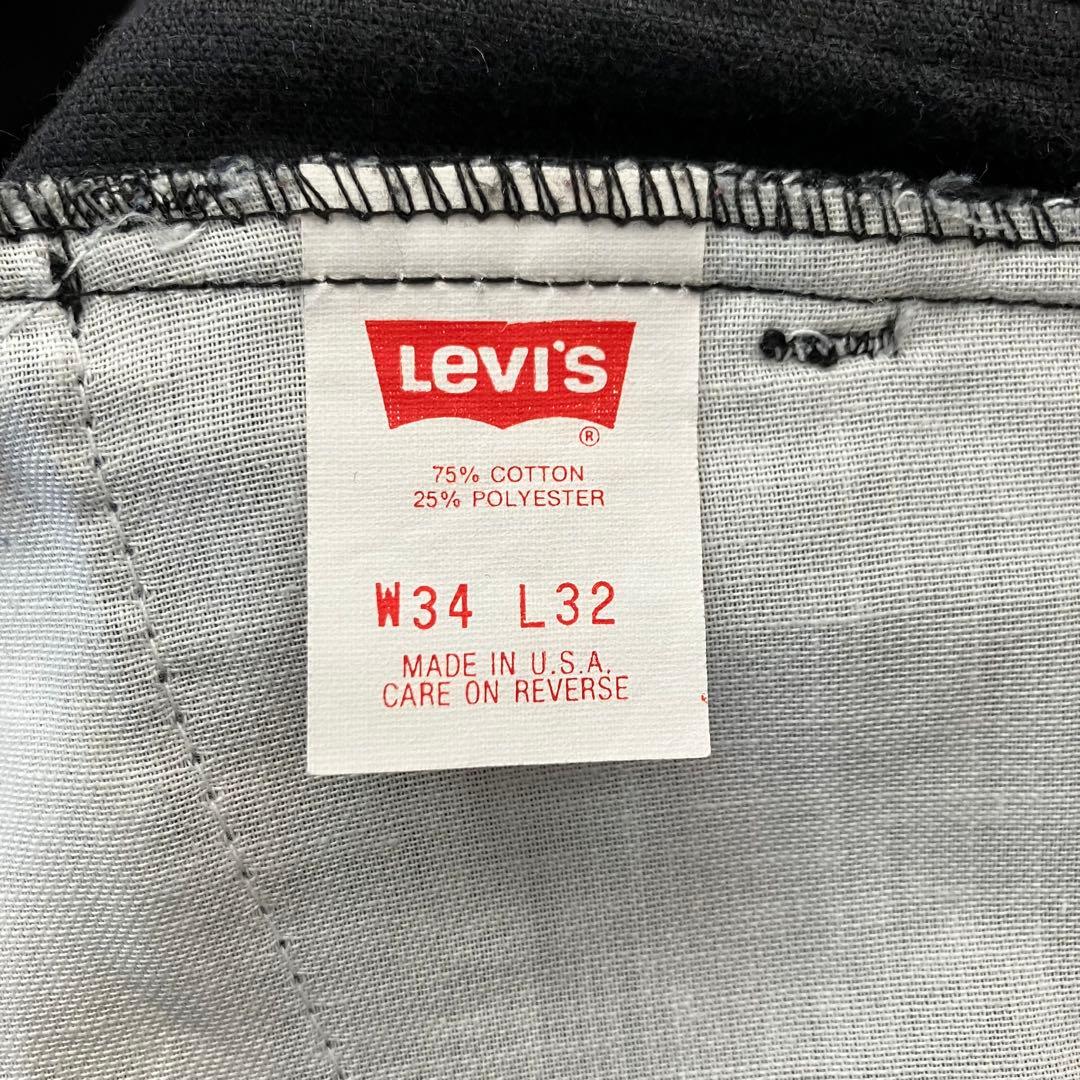 Levi's
®
75% COTTON
25% POLYESTER
W34 L32
MADE IN U.S.A.
CARE ON REVERSE